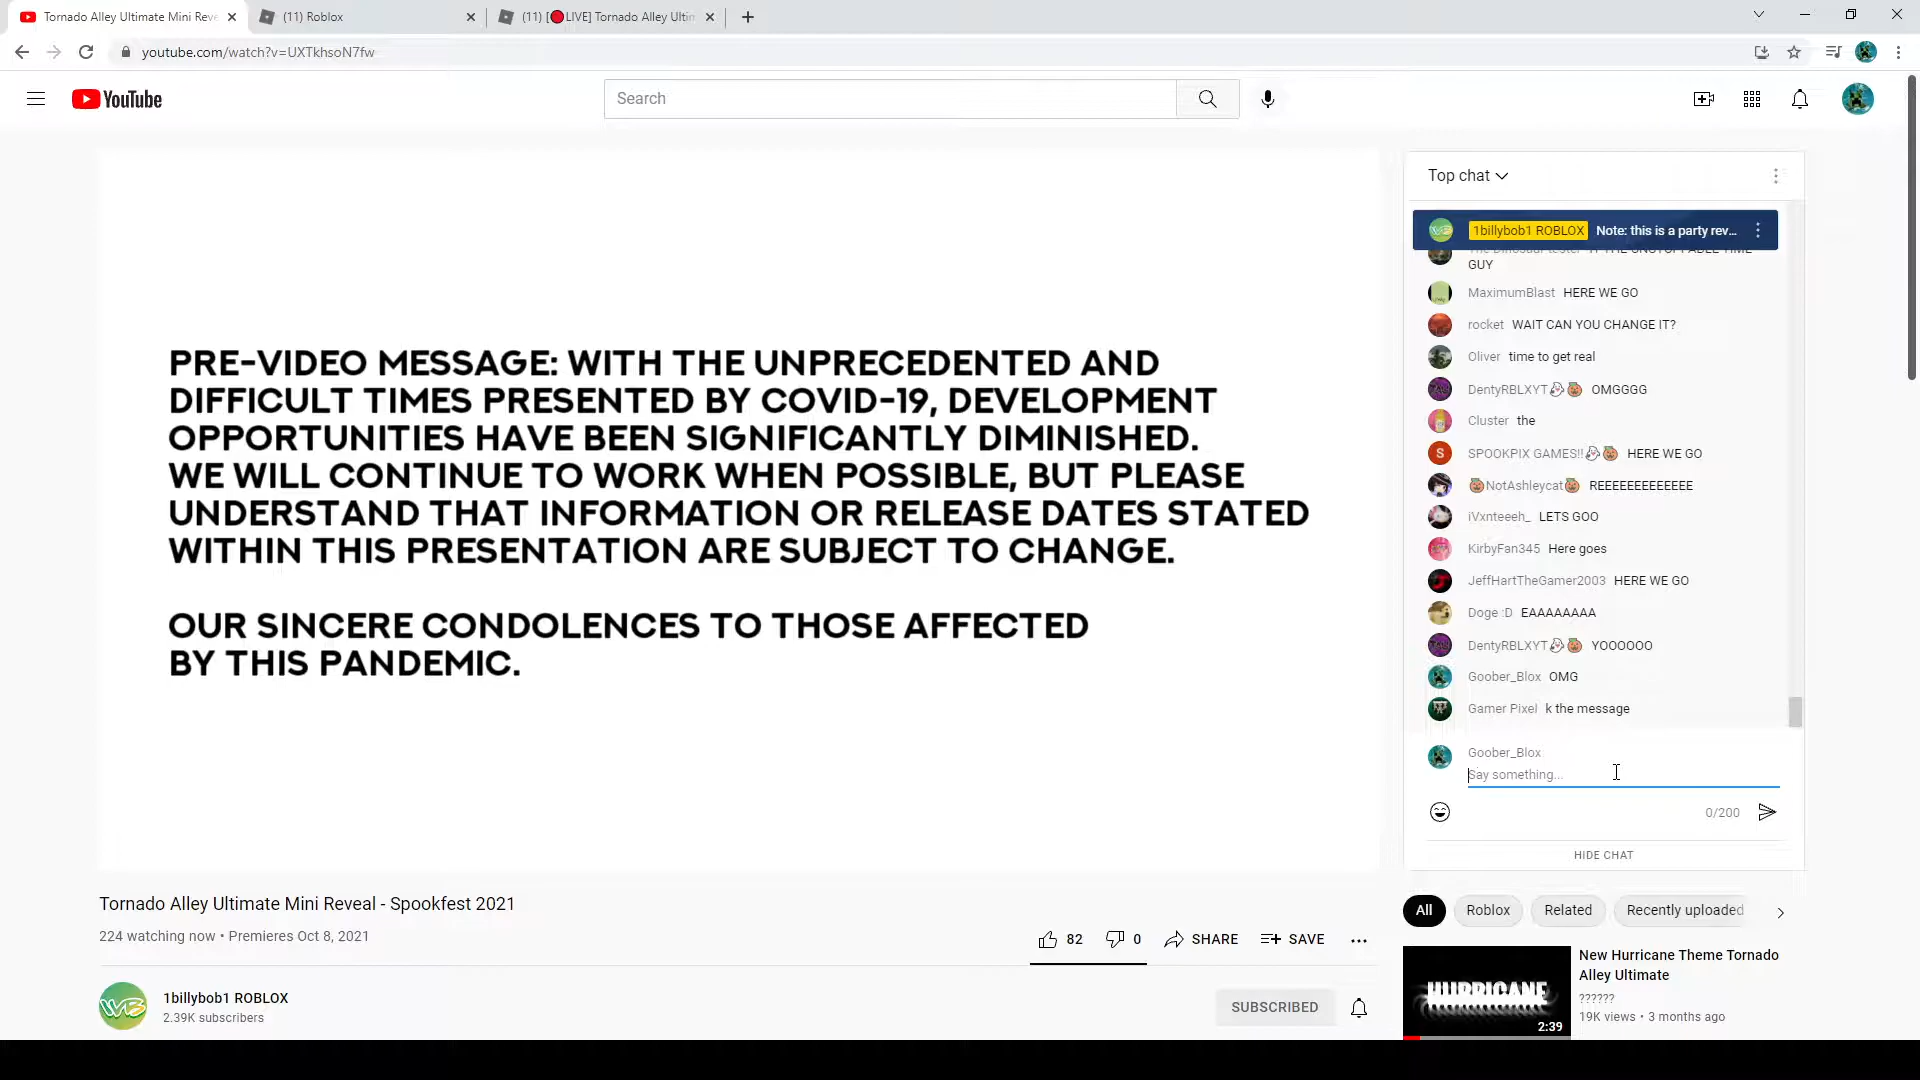 Tornado Alley Ultimate Mini Reve
(11) Roblox
(11) [🔴LIVE] Tornado Alley Ultim
youtube.com/watch?v=UXTkhsoN7fw
YouTube
Search
PRE-VIDEO MESSAGE: WITH THE UNPRECEDENTED AND
DIFFICULT TIMES PRESENTED BY COVID-19, DEVELOPMENT
OPPORTUNITIES HAVE BEEN SIGNIFICANTLY DIMINISHED.
WE WILL CONTINUE TO WORK WHEN POSSIBLE, BUT PLEASE
UNDERSTAND THAT INFORMATION OR RELEASE DATES STATED
WITHIN THIS PRESENTATION ARE SUBJECT TO CHANGE.
OUR SINCERE CONDOLENCES TO THOSE AFFECTED
BY THIS PANDEMIC.
Tornado Alley Ultimate Mini Reveal - Spookfest 2021
224 watching now • Premieres Oct 8, 2021
82
0
SHARE
SAVE
1billybob1 ROBLOX
2.39K subscribers
SUBSCRIBED
Top chat
1billybob1 ROBLOX Note: this is a party rev...
GUY
MaximumBlast HERE WE GO
rocket WAIT CAN YOU CHANGE IT?
Oliver time to get real
DentyRBLXYT👻🎃 OMGGGG
Cluster the
SPOOKPIX GAMES!!👻🎃 HERE WE GO
🎃NotAshleycat🎃 REEEEEEEEEEEEE
iVxnteeeh_ LETS GOO
KirbyFan345 Here goes
JeffHartTheGamer2003 HERE WE GO
Doge :D EAAAAAAAA
DentyRBLXYT👻🎃 YOOOOOO
Goober_Blox OMG
Gamer Pixel k the message
Goober_Blox
Say something...
0/200
HIDE CHAT
All
Roblox
Related
Recently uploaded
HURRICANE
2:39
New Hurricane Theme Tornado
Alley Ultimate
??????
19K views • 3 months ago